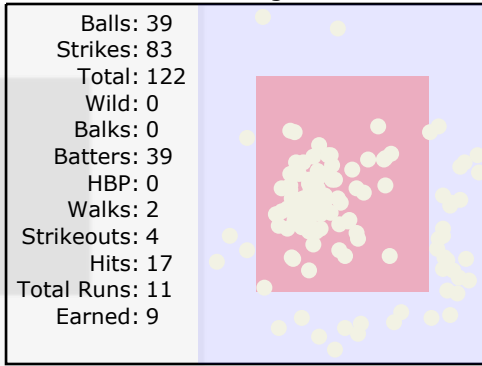 Balls: 39
Strikes: 83
Total: 122
Wild: 0
Balks: 0
Batters: 39
HBP: 0
Walks: 2
Strikeouts: 4
Hits: 17
Total Runs: 11
Earned: 9